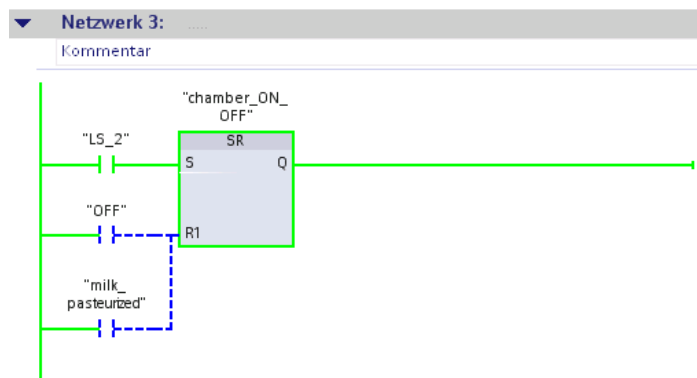 Netzwerk 3: .....
Kommentar
"chamber_ON_
OFF"
"LS_2"
SR
S
Q
"OFF"
R1
"milk_
pasteurized"